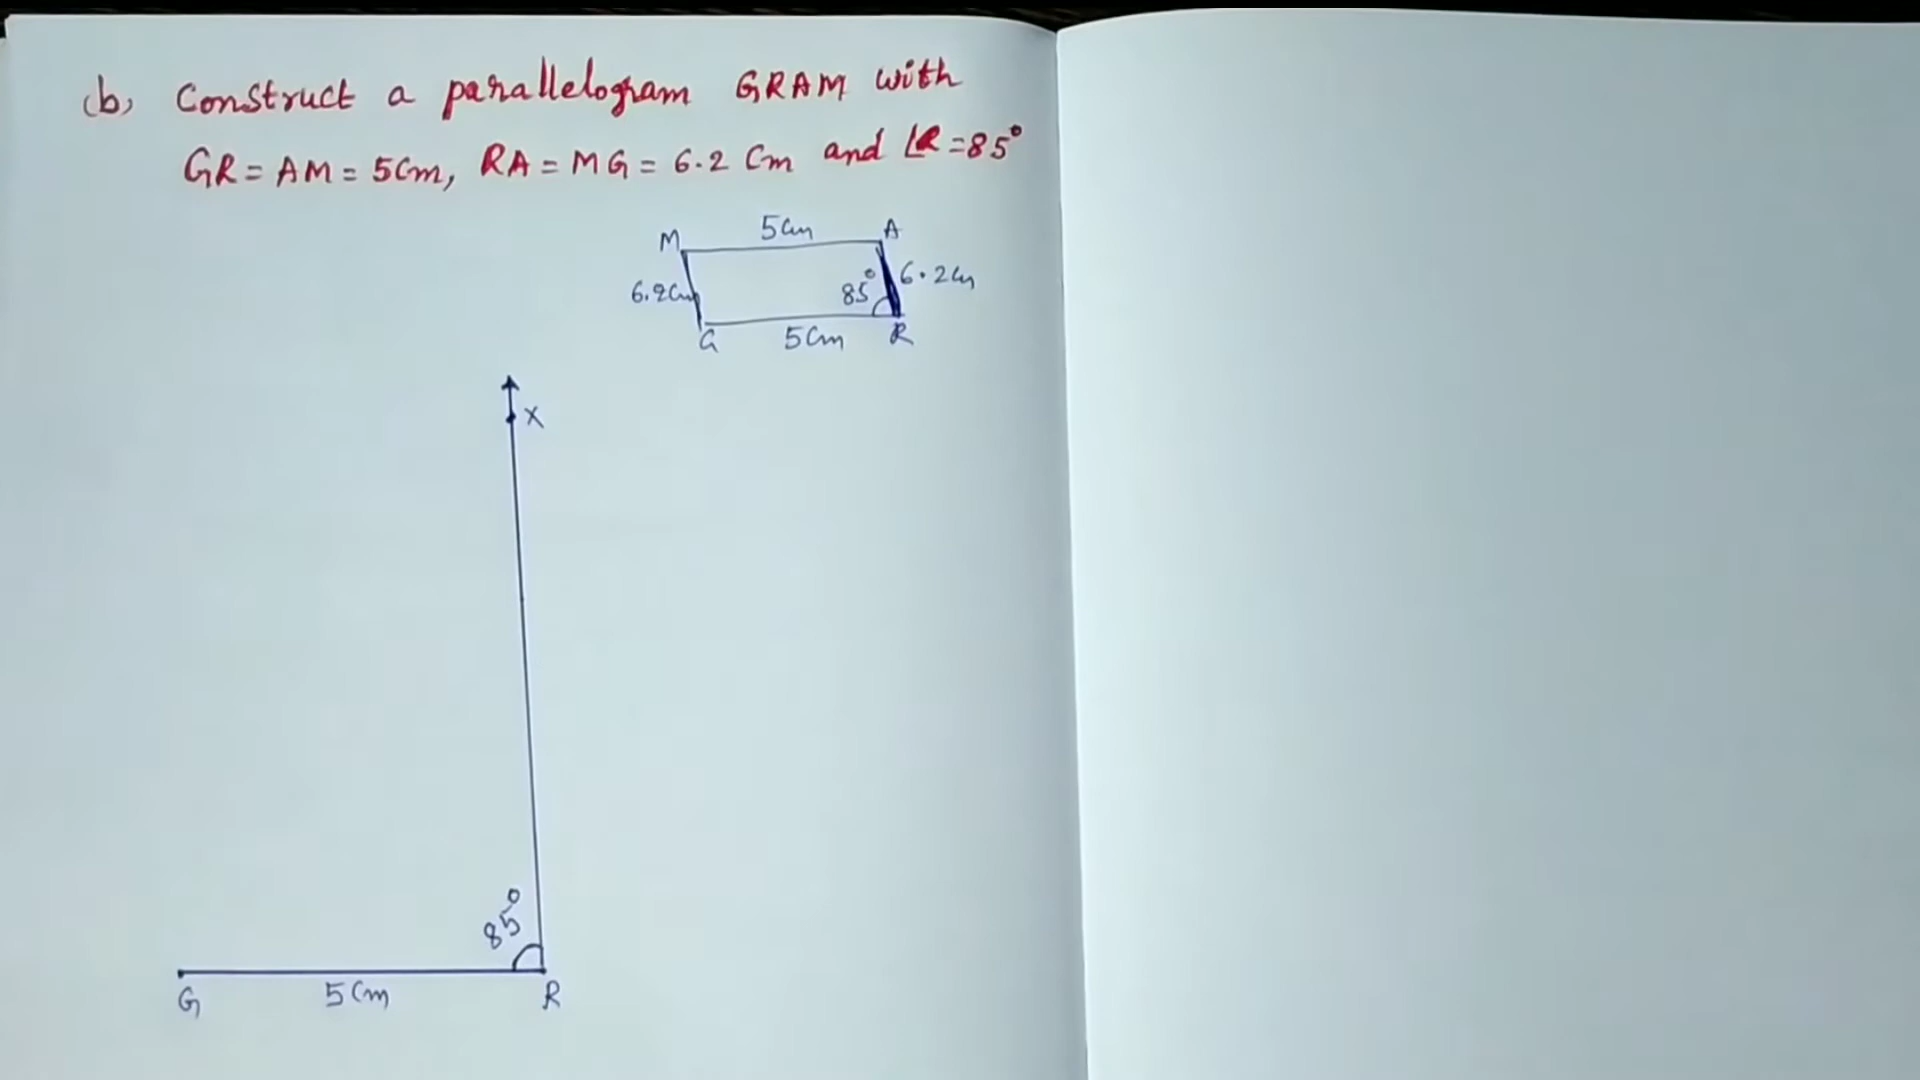 (b) Construct a parallelogram GRAM with
GR = AM = 5Cm, RA = MG = 6.2 Cm and ∠R = 85°
5cm
M A
6.2cm 85° 6.2cm
G 5cm R
X
85°
G 5Cm R